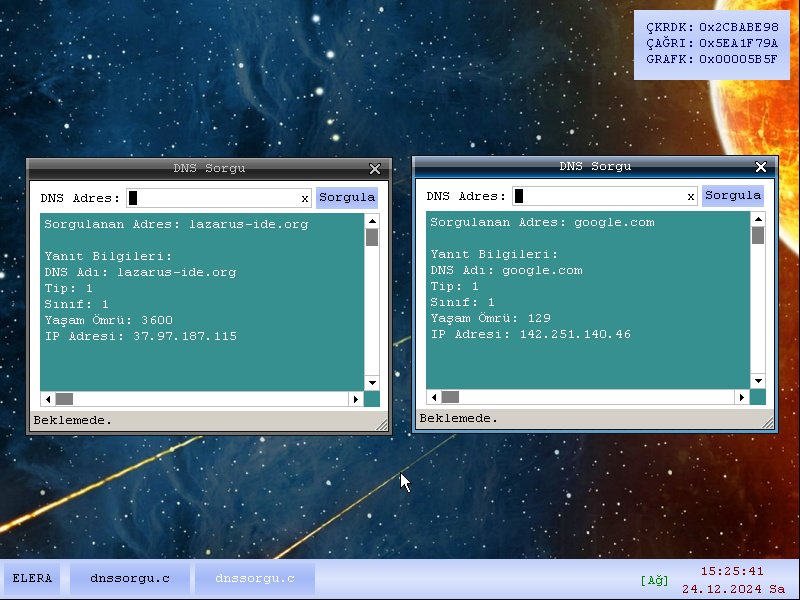 ÇKRDK: 0x2CBABE98
ÇAĞRI: 0x5EA1F79A
GRAFK: 0x00005B5F
DNS Sorgu
DNS Adres:
x
Sorgula
Sorgulanan Adres: lazarus-ide.org
Yanıt Bilgileri:
DNS Adı: lazarus-ide.org
Tip: 1
Sınıf: 1
Yaşam Ömrü: 3600
IP Adresi: 37.97.187.115
Beklemede.
DNS Sorgu
DNS Adres:
x
Sorgula
Sorgulanan Adres: google.com
Yanıt Bilgileri:
DNS Adı: google.com
Tip: 1
Sınıf: 1
Yaşam Ömrü: 129
IP Adresi: 142.251.140.46
Beklemede.
ELERA
dnssorgu.c
dnssorgu.c
[Ağ]
15:25:41
24.12.2024 Sa